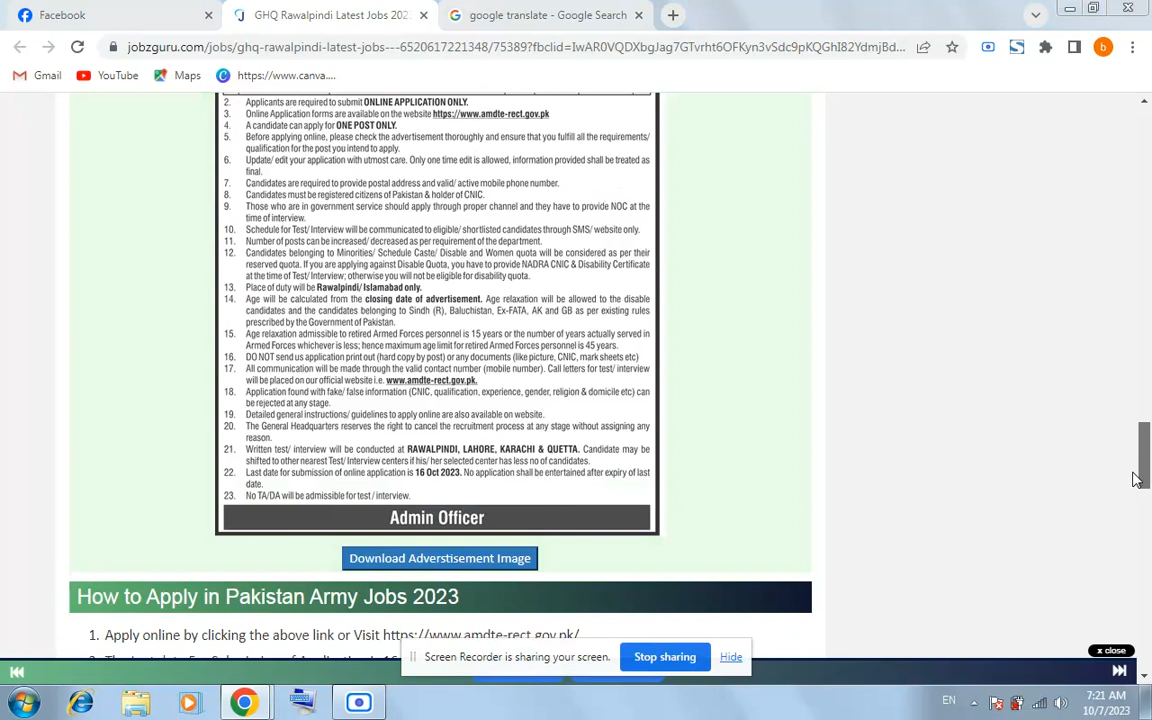 Facebook
GHQ Rawalpindi Latest Jobs 202
google translate - Google Search
jobzguru.com/jobs/ghq-rawalpindi-latest-jobs---6520617221348/75389?fbclid=IwAR0VQDXbgJag7GTvrht6OFKyn3vSdc9pKQGhI82YdmjBd...
b
Gmail
YouTube
Maps
https://www.canva....
2. Applicants are required to submit ONLINE APPLICATION ONLY.
3. Online Application forms are available on the website https://www.amdte-rect.gov.pk
4. A candidate can apply for ONE POST ONLY.
5. Before applying online, please check the advertisement thoroughly and ensure that you fulfill all the requirements/
qualification for the post you intend to apply.
6. Update/ edit your application with utmost care. Only one time edit is allowed, information provided shall be treated as
final.
7. Candidates are required to provide postal address and valid/ active mobile phone number.
8. Candidates must be registered citizens of Pakistan & holder of CNIC.
9. Those who are in government service should apply through proper channel and they have to provide NOC at the
time of interview.
10. Schedule for Test/ Interview will be communicated to eligible/ shortlisted candidates through SMS/ website only.
11. Number of posts can be increased/ decreased as per requirement of the department.
12. Candidates belonging to Minorities/ Schedule Caste/ Disable and Women quota will be considered as per their
reserved quota. If you are applying against Disable Quota, you have to provide NADRA CNIC & Disability Certificate
at the time of Test/ Interview; otherwise you will not be eligible for disability quota.
13. Place of duty will be Rawalpindi/ Islamabad only.
14. Age will be calculated from the closing date of advertisement. Age relaxation will be allowed to the disable
candidates and the candidates belonging to Sindh (R), Baluchistan, Ex-FATA, AK and GB as per existing rules
prescribed by the Government of Pakistan.
15. Age relaxation admissible to retired Armed Forces personnel is 15 years or the number of years actually served in
Armed Forces whichever is less; hence maximum age limit for retired Armed Forces personnel is 45 years.
16. DO NOT send us application print out (hard copy by post) or any documents (like picture, CNIC, mark sheets etc)
17. All communication will be made through the valid contact number (mobile number). Call letters for test/ interview
will be placed on our official website i.e. www.amdte-rect.gov.pk.
18. Application found with fake/ false information (CNIC, qualification, experience, gender, religion & domicile etc) can
be rejected at any stage.
19. Detailed general instructions/ guidelines to apply online are also available on website.
20. The General Headquarters reserves the right to cancel the recruitment process at any stage without assigning any
reason.
21. Written test/ interview will be conducted at RAWALPINDI, LAHORE, KARACHI & QUETTA. Candidate may be
shifted to other nearest Test/ Interview centers if his/ her selected center has less no of candidates.
22. Last date for submission of online application is 16 Oct 2023. No application shall be entertained after expiry of last
date.
23. No TA/DA will be admissible for test/ interview.
Admin Officer
Download Adverstisement Image
How to Apply in Pakistan Army Jobs 2023
1. Apply online by clicking the above link or Visit https://www.amdte-rect.gov.pk/
Screen Recorder is sharing your screen.
Stop sharing
Hide
x close
EN
7:21 AM
10/7/2023